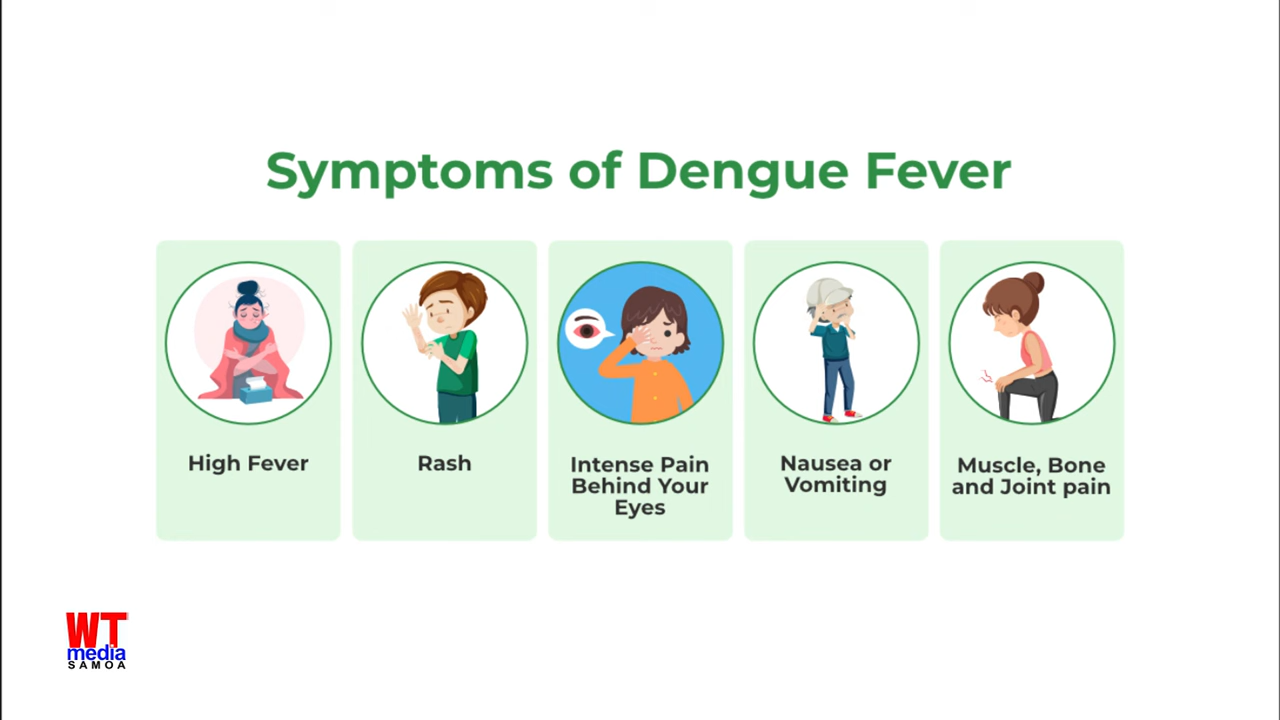 Symptoms of Dengue Fever
High Fever
Rash
Intense Pain
Behind Your
Eyes
Nausea or
Vomiting
Muscle, Bone
and Joint pain
WT
media
SAMOA